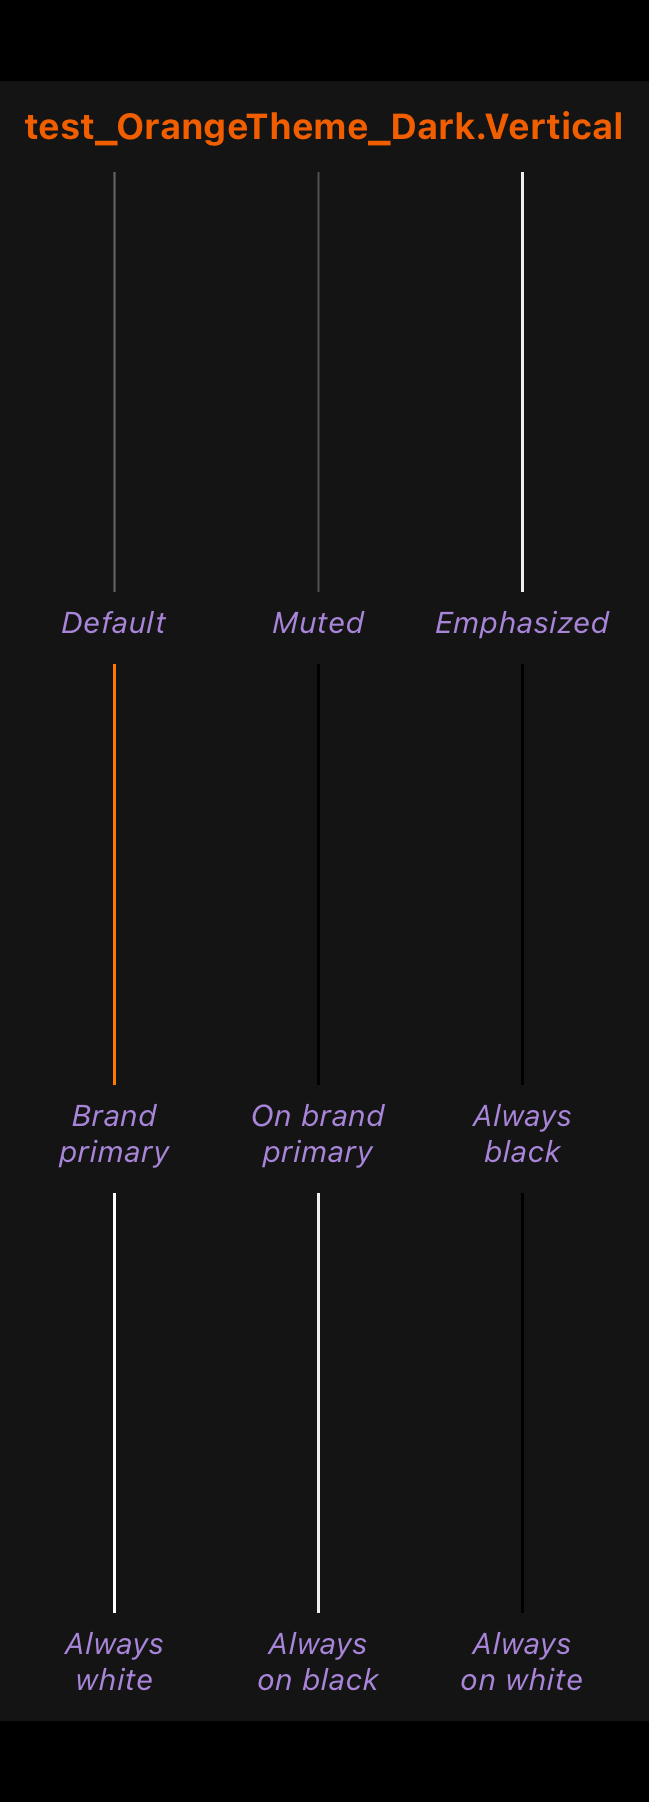 test_OrangeTheme_Dark.Vertical
Default
Muted
Emphasized
Brand
primary
On brand
primary
Always
black
Always
white
Always
on black
Always
on white